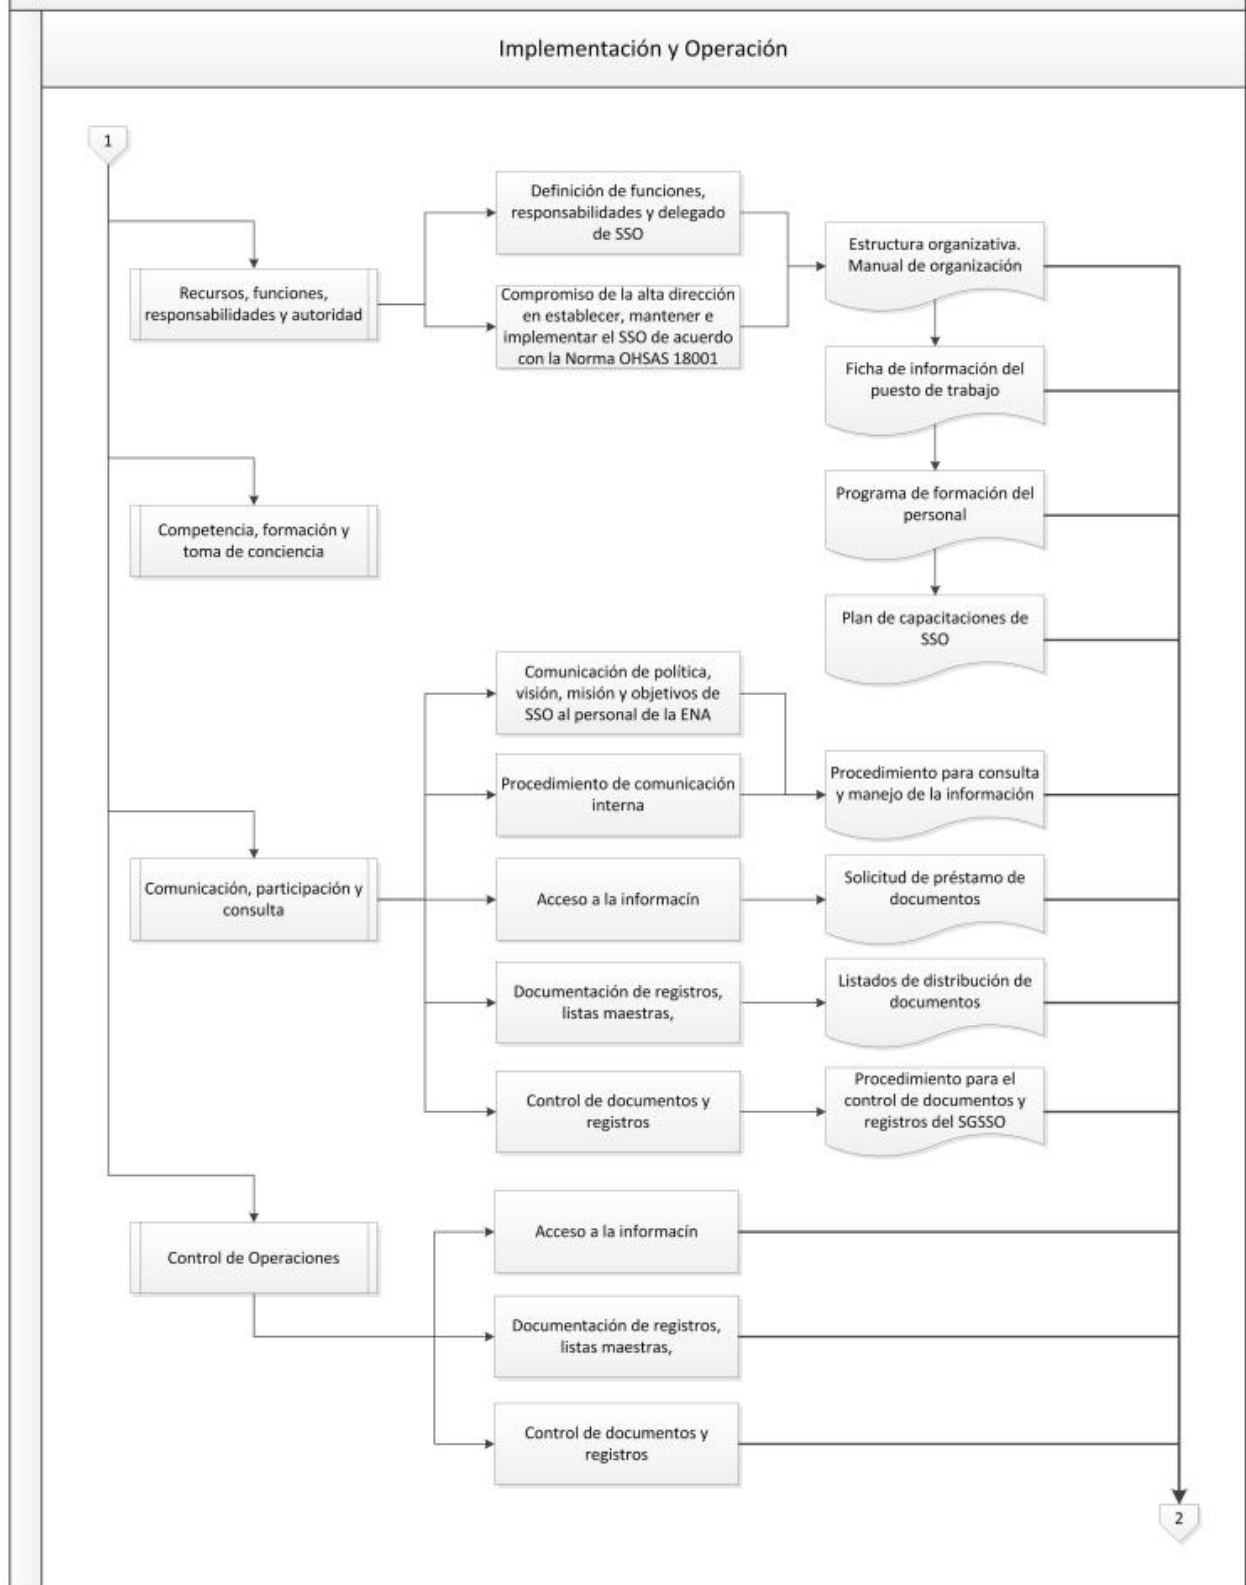 Implementación y Operación
1
Definición de funciones,
responsabilidades y delegado
de SSO
Estructura organizativa.
Manual de organización
Recursos, funciones,
responsabilidades y autoridad
Compromiso de la alta dirección
en establecer, mantener e
implementar el SSO de acuerdo
con la Norma OHSAS 18001
Ficha de información del
puesto de trabajo
Programa de formación del
personal
Competencia, formación y
toma de conciencia
Plan de capacitaciones de
SSO
Comunicación de política,
visión, misión y objetivos de
SSO al personal de la ENA
Procedimiento de comunicación
interna
Procedimiento para consulta
y manejo de la información
Comunicación, participación y
consulta
Acceso a la informacín
Solicitud de préstamo de
documentos
Documentación de registros,
listas maestras,
Listados de distribución de
documentos
Control de documentos y
registros
Procedimiento para el
control de documentos y
registros del SGSSO
Control de Operaciones
Acceso a la informacín
Documentación de registros,
listas maestras,
Control de documentos y
registros
2